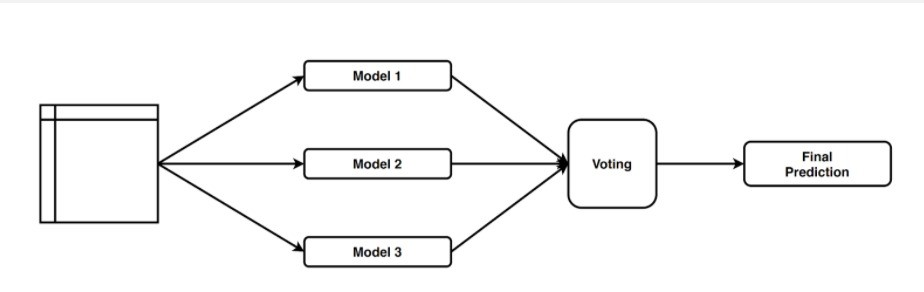 Model 1
Model 2
Model 3
Voting
Final
Prediction